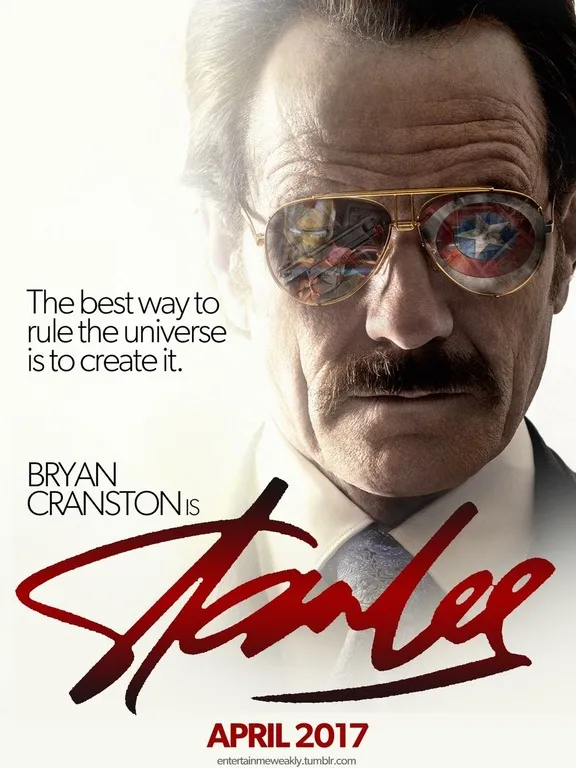 The best way to
rule the universe
is to create it.
BRYAN
CRANSTON IS
Stan Lee
APRIL 2017
entertainmeweakly.tumblr.com